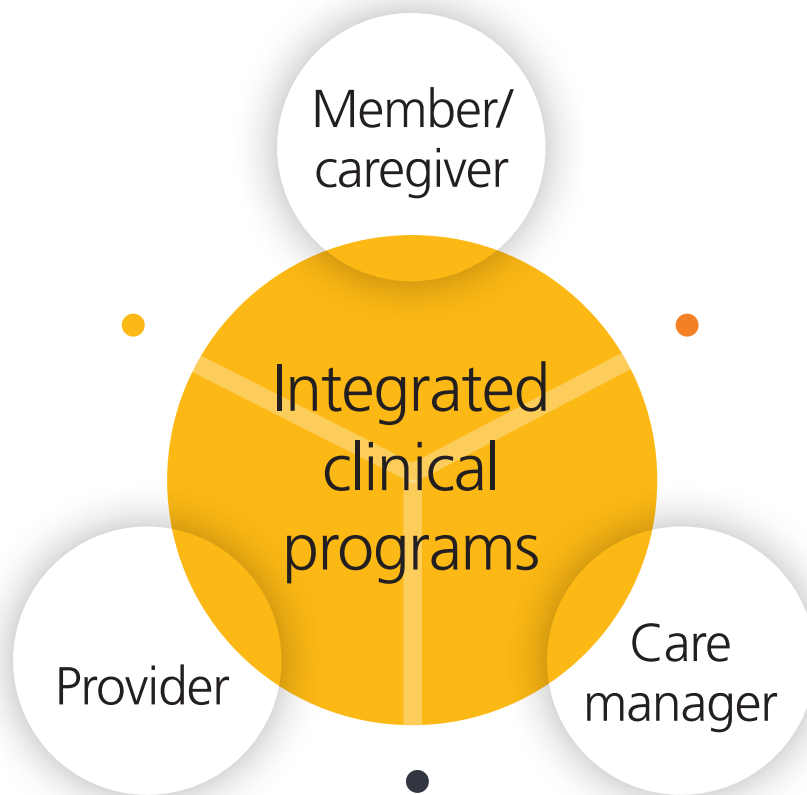 Member/
caregiver
Integrated
clinical
programs
Provider
Care
manager